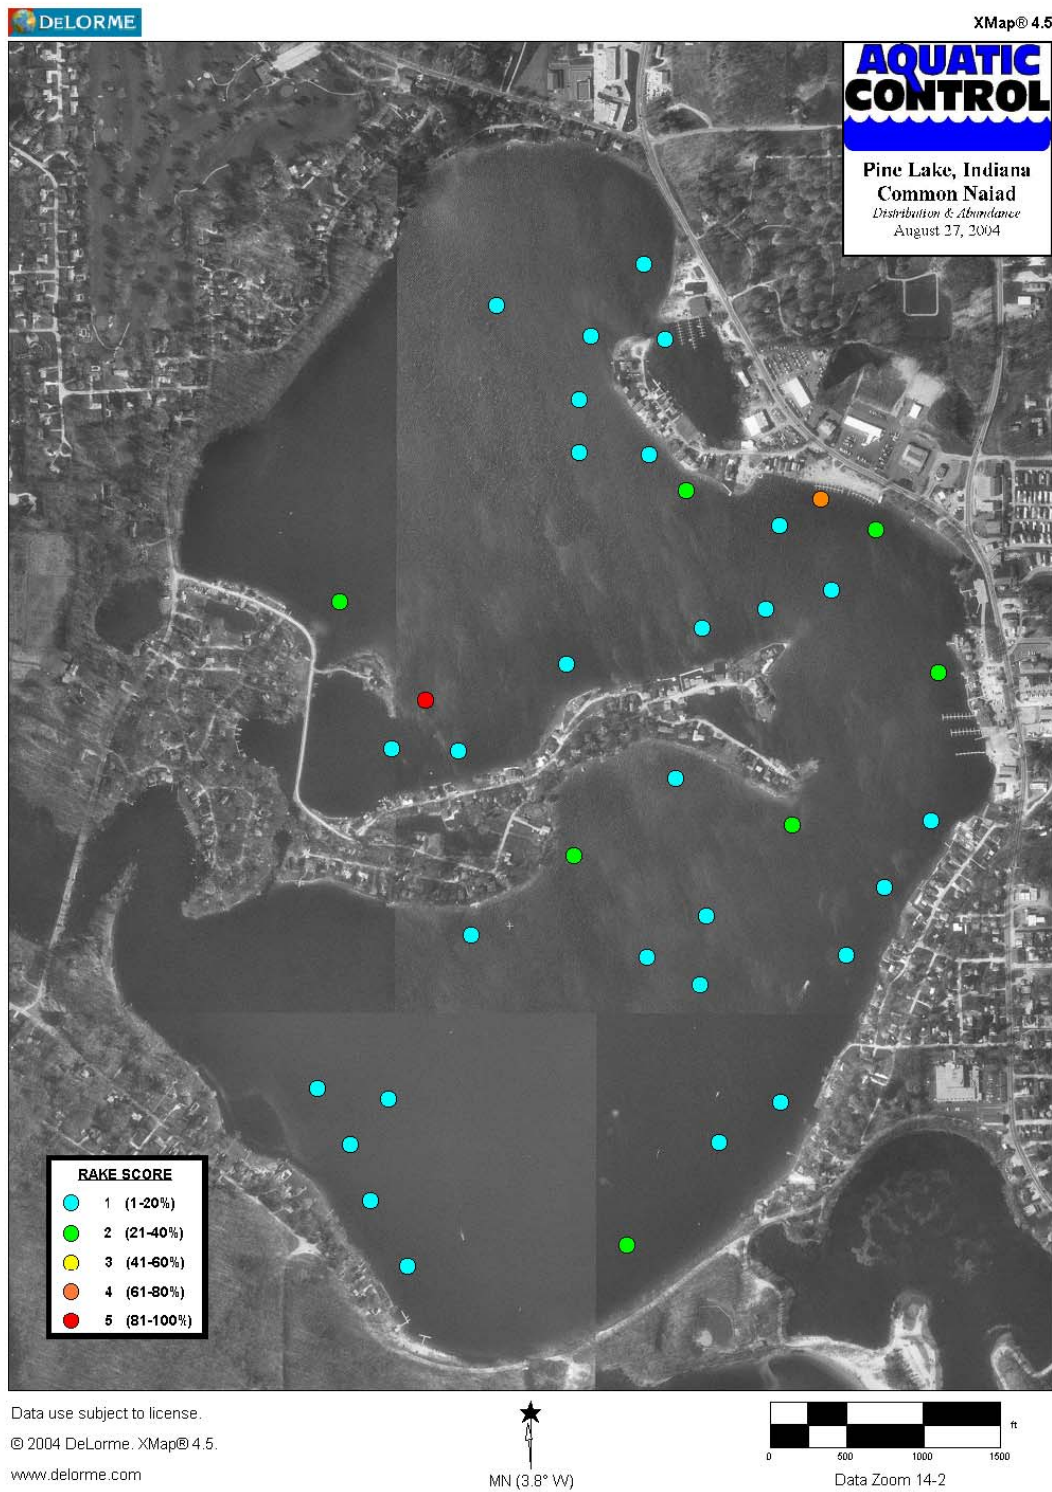 DELORME
XMap® 4.5
AQUATIC
CONTROL
Pine Lake, Indiana
Common Naiad
Distribution & Abundance
August 27, 2004
RAKE SCORE
1 (1-20%)
2 (21-40%)
3 (41-60%)
4 (61-80%)
5 (81-100%)
Data use subject to license.
© 2004 DeLorme. XMap® 4.5.
www.delorme.com
MN (3.8° W)
ft
0 500 1000 1500
Data Zoom 14-2